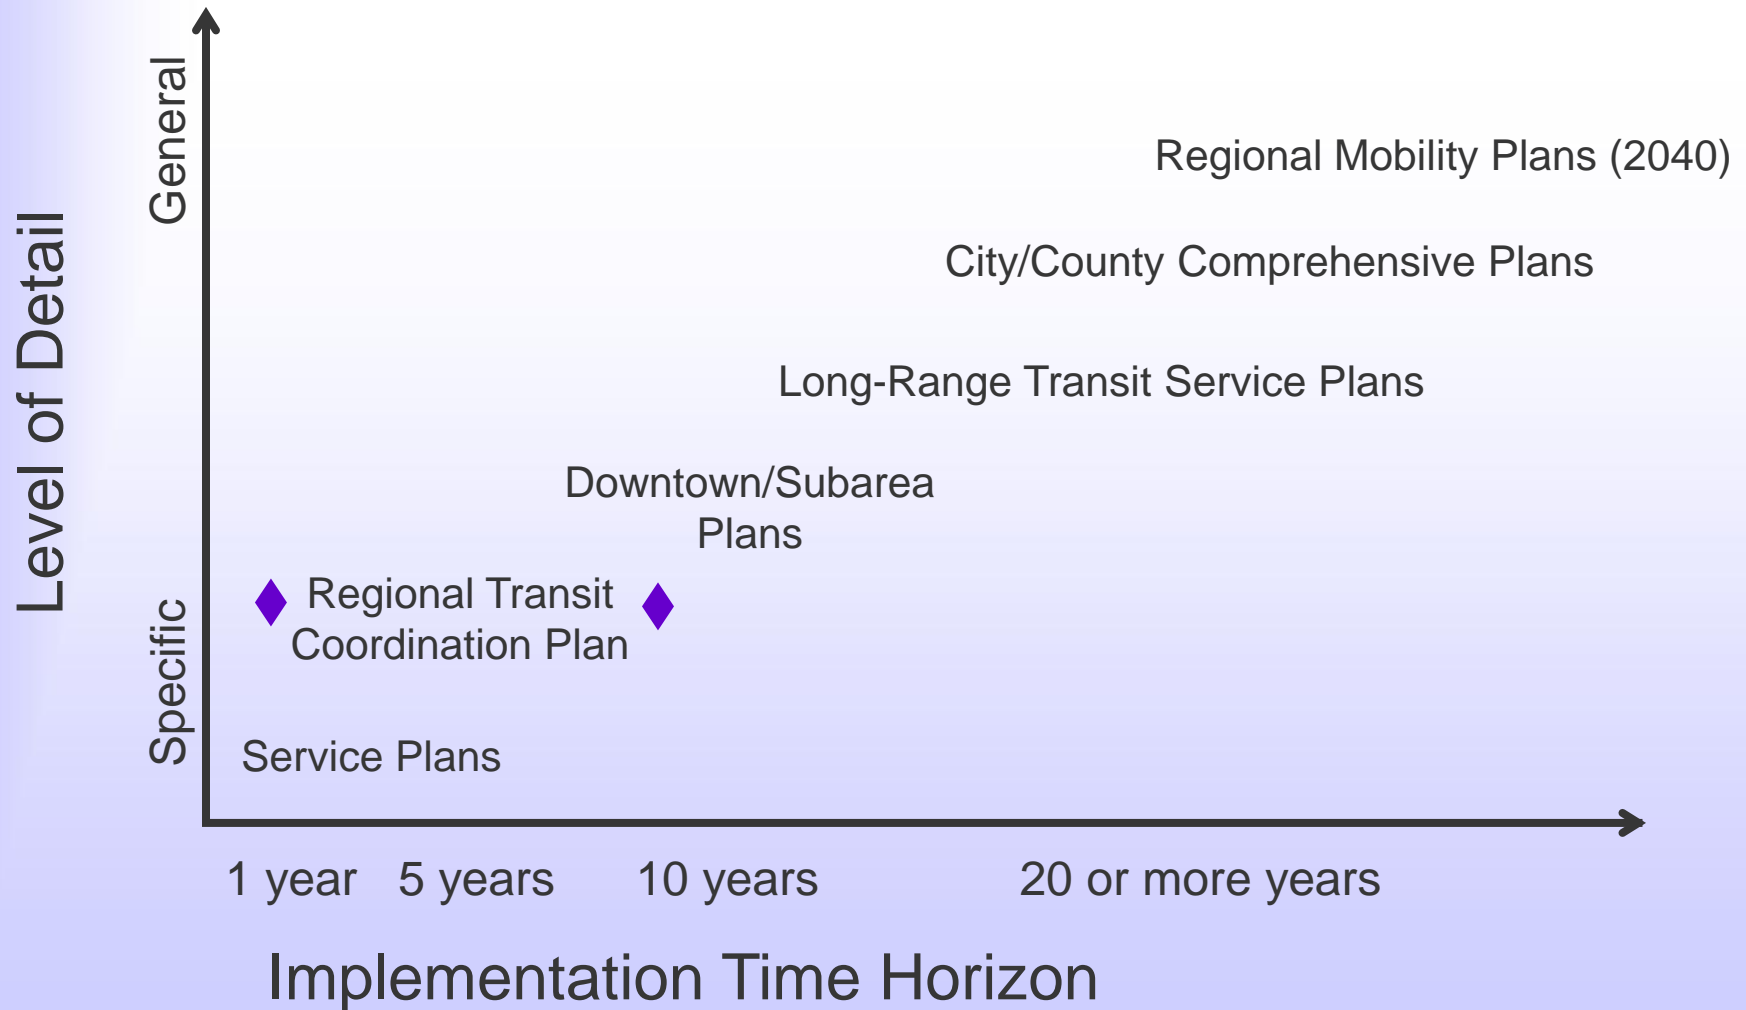 General
Specific
Level of Detail
Regional Mobility Plans (2040)
City/County Comprehensive Plans
Long-Range Transit Service Plans
Downtown/Subarea
Plans
Regional Transit
Coordination Plan
Service Plans
1 year 5 years 10 years 20 or more years
Implementation Time Horizon